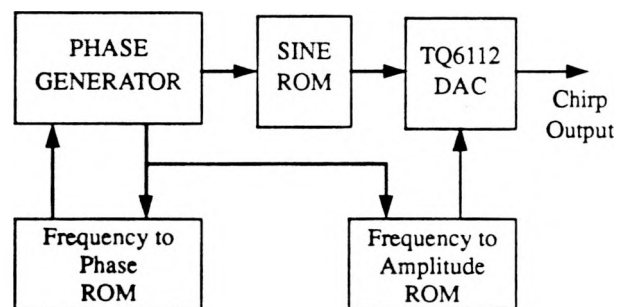 PHASE
GENERATOR
SINE
ROM
TQ6112
DAC
Chirp
Output
Frequency to
Phase
ROM
Frequency to
Amplitude
ROM